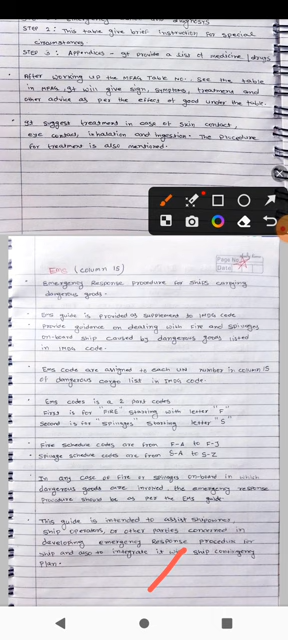 STEP 2: This table give brief instruction for special
circumstances.
STEP 3: Appendices - It provide a list of medicine | drugs
• After working up the MFAG Table No:. See the table
in MFAG, It will give sign, symptoms, treatment and
other advice as per the effect of good under the table.
• It suggest treatment in case of skin contact,
eye contact, inhalation and ingestion. The procedure
for treatment is also mentioned.
Page No.
Date
EMS (column 15)
• Emergency Response Procedure for ships carrying
dangerous goods.
• EMS guide is provided as supplement to IMDG code
• Provide guidance on dealing with Fire and spillages
on-board ship caused by dangerous goods listed
in IMDG code.
• EMS code are assigned to each UN number in column 15
of dangerous cargo list in IMDG code.
• EMS codes is a 2 part codes
First is for "FIRE" starting with letter "F"
Second is for "Spillages" starting letter "S"
• Fire schedule codes are from F-A to F-J
• Spillage schedule codes are from S-A to S-Z
• In any case of fire or spillages on-board in which
dangerous goods are involved the emergency response
procedure should be as per the EMS guide.
• This guide is intended to assist shipowner,
ship operators, or other parties concerned in
developing emergency Response procedure for
ship and also to integrate it with ship contingency
plan.